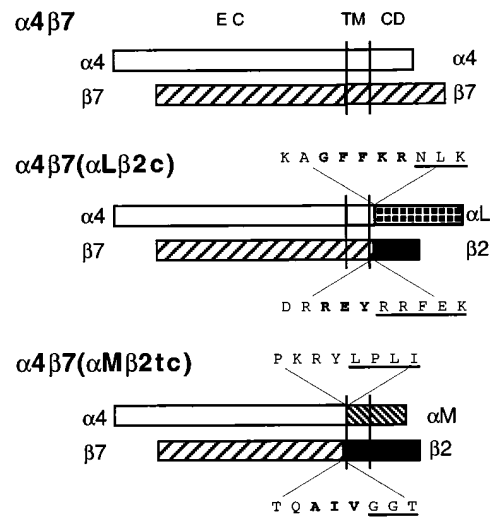 α4β7
E C TM CD
α4 α4
β7 β7
α4β7(αLβ2c)
K A G F F K R N L K
α4 αL
β7 β2
D R R E Y R R F E K
α4β7(αMβ2tc)
P K R Y L P L I
α4 αM
β7 β2
T Q A I V G G T